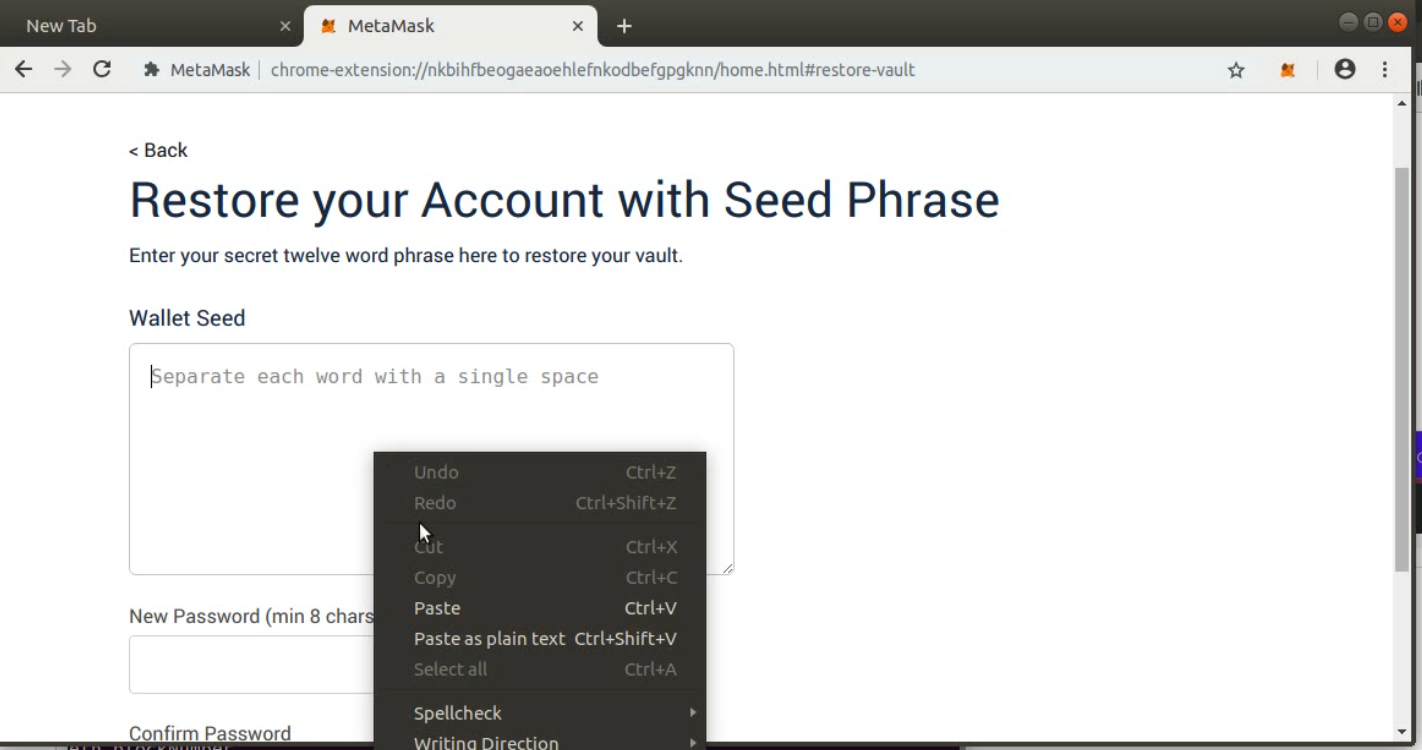 New Tab
MetaMask
MetaMask
chrome-extension://nkbihfbeogaeaoehlefnkodbefgpgknn/home.html#restore-vault
< Back
Restore your Account with Seed Phrase
Enter your secret twelve word phrase here to restore your vault.
Wallet Seed
Separate each word with a single space
Undo Ctrl+Z
Redo Ctrl+Shift+Z
Cut Ctrl+X
Copy Ctrl+C
Paste Ctrl+V
Paste as plain text Ctrl+Shift+V
Select all Ctrl+A
Spellcheck
Writing Direction
New Password (min 8 chars
Confirm Password